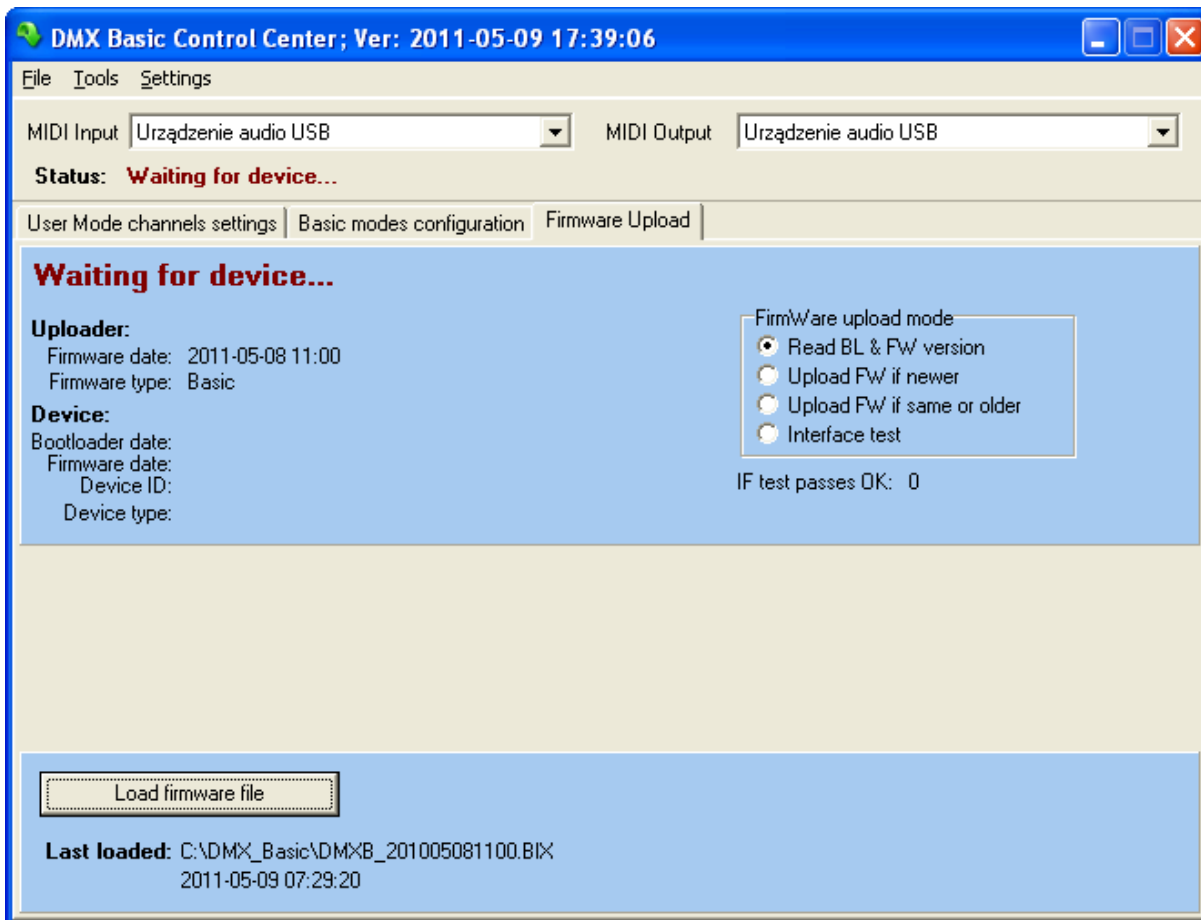 DMX Basic Control Center; Ver: 2011-05-09 17:39:06
File Tools Settings
MIDI Input Urządzenie audio USB MIDI Output Urządzenie audio USB
Status: Waiting for device...
User Mode channels settings Basic modes configuration Firmware Upload
Waiting for device...
Uploader:
Firmware date: 2011-05-08 11:00
Firmware type: Basic
Device:
Bootloader date:
Firmware date:
Device ID:
Device type:
FirmWare upload mode
Read BL & FW version
Upload FW if newer
Upload FW if same or older
Interface test
IF test passes OK: 0
Load firmware file
Last loaded: C:\DMX_Basic\DMXB_201005081100.BIX
2011-05-09 07:29:20